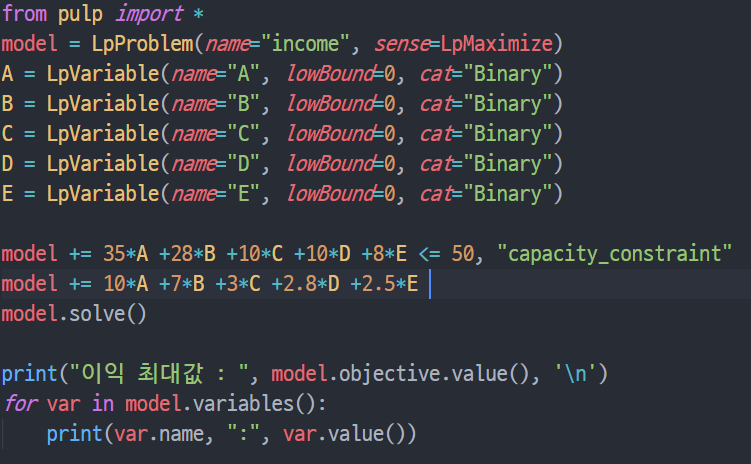 from pulp import *
model = LpProblem(name="income", sense=LpMaximize)
A = LpVariable(name="A", lowBound=0, cat="Binary")
B = LpVariable(name="B", lowBound=0, cat="Binary")
C = LpVariable(name="C", lowBound=0, cat="Binary")
D = LpVariable(name="D", lowBound=0, cat="Binary")
E = LpVariable(name="E", lowBound=0, cat="Binary")
model += 35*A +28*B +10*C +10*D +8*E <= 50, "capacity_constraint"
model += 10*A +7*B +3*C +2.8*D +2.5*E
model.solve()
print("이익 최대값 : ", model.objective.value(), '\n')
for var in model.variables():
    print(var.name, ":", var.value())